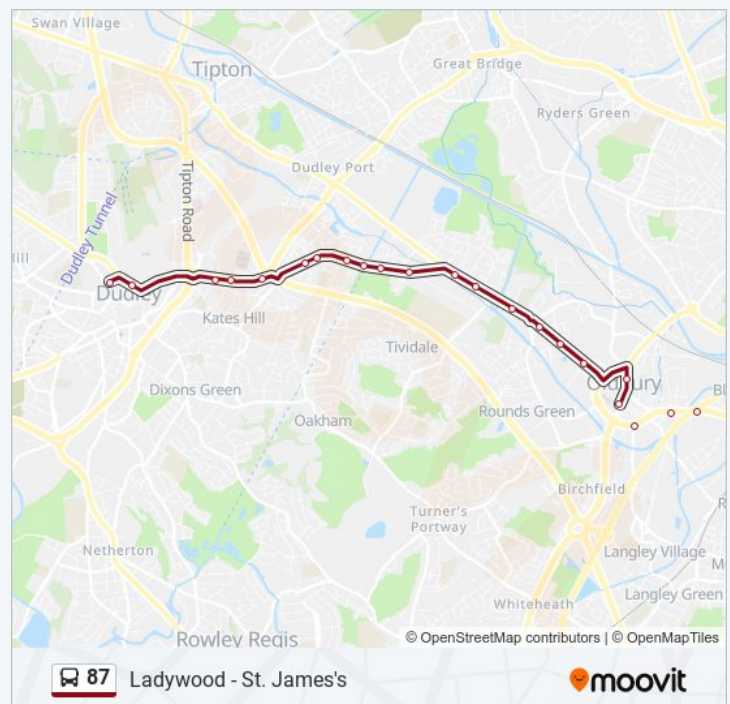 Swan Village
Tipton
Great Bridge
Ryders Green
Dudley Port
Tipton Road
Dudley Tunnel
Dudley
Kates Hill
Tividale
Oldbury
Dixons Green
Rounds Green
Oakham
Birchfield
Turner's
Portway
Netherton
Langley Village
Langley Green
Whiteheath
Rowley Regis
© OpenStreetMap contributors | © OpenMapTiles
87 Ladywood - St. James's
moovit